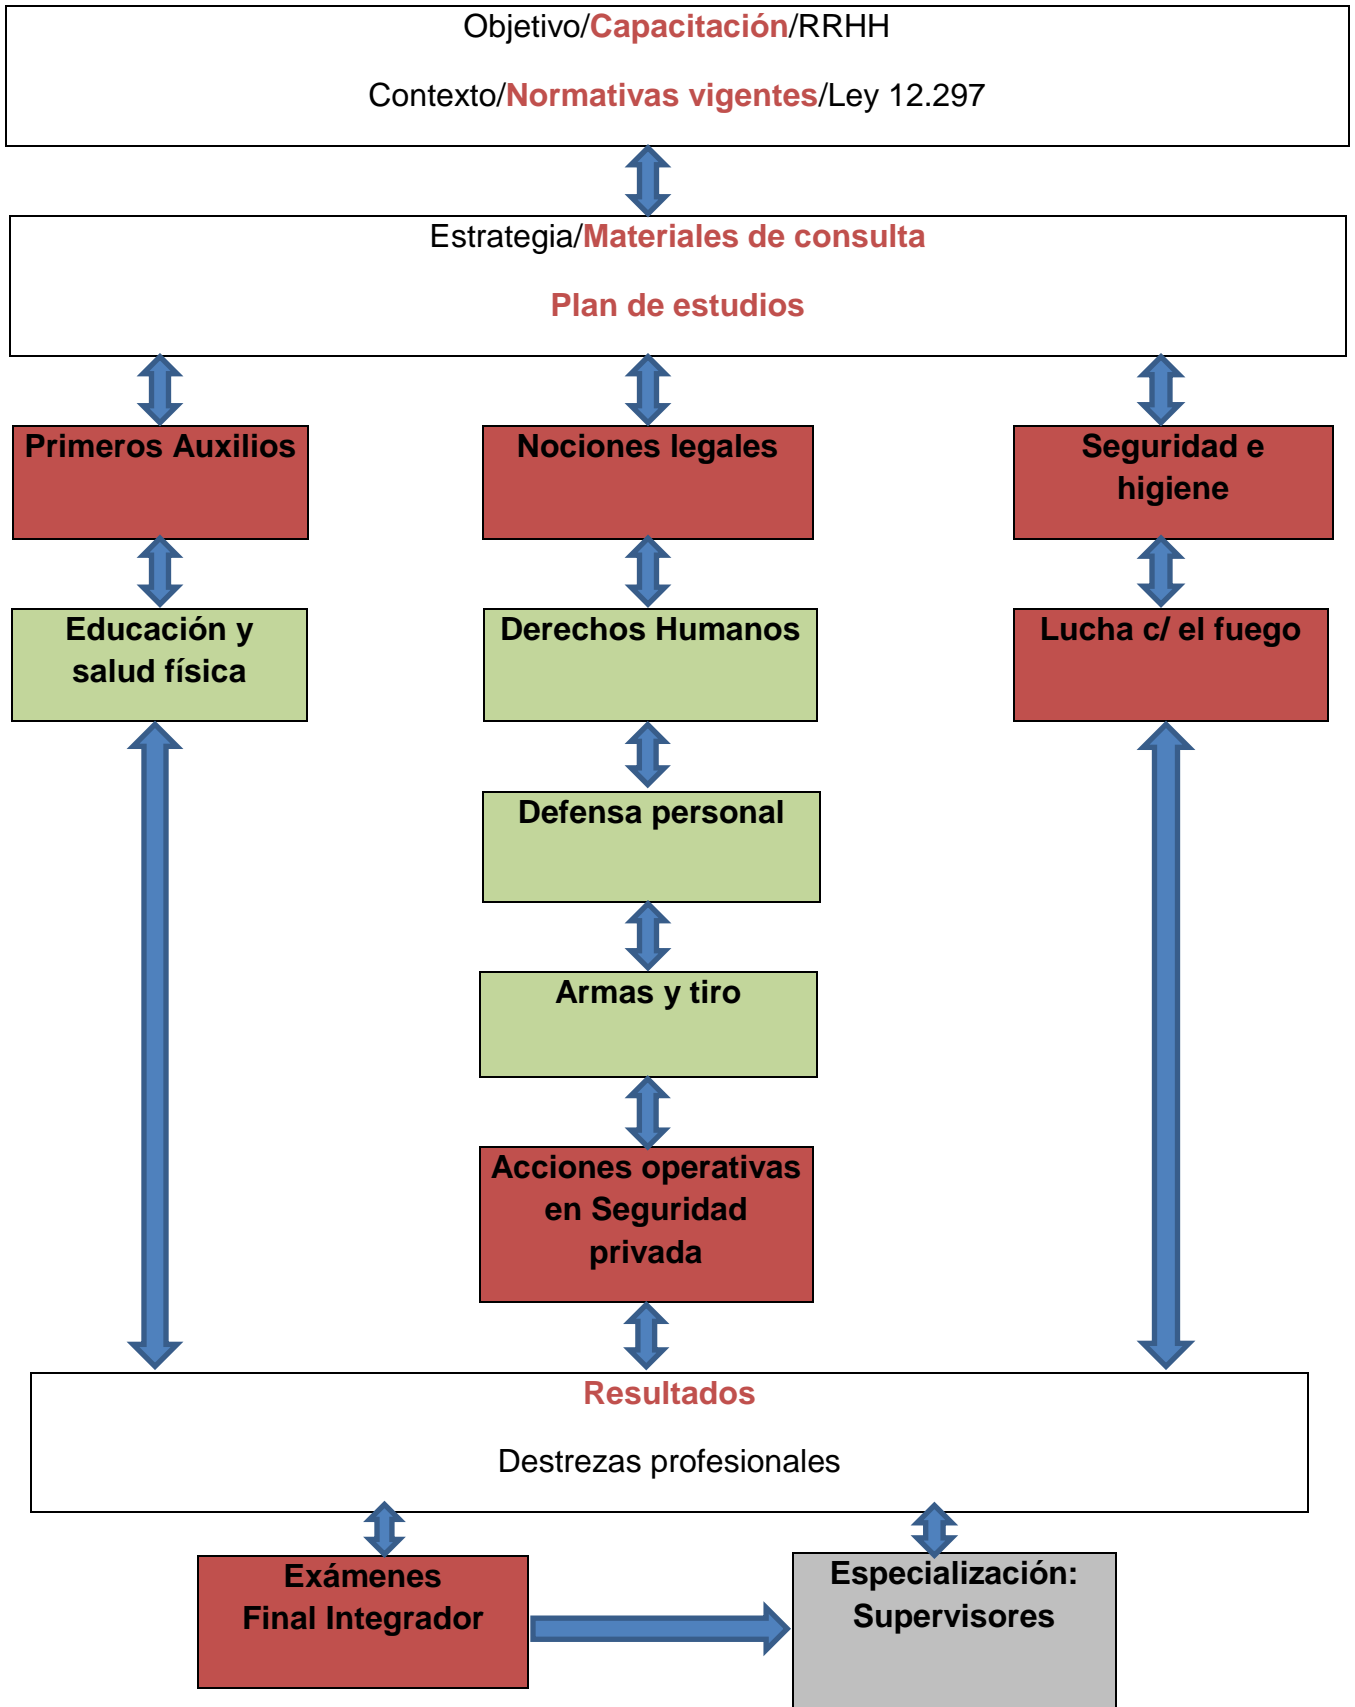 Objetivo/Capacitación/RRHH
Contexto/Normativas vigentes/Ley 12.297
Estrategia/Materiales de consulta
Plan de estudios
Primeros Auxilios
Nociones legales
Seguridad e
higiene
Educación y
salud física
Derechos Humanos
Lucha c/ el fuego
Defensa personal
Armas y tiro
Acciones operativas
en Seguridad
privada
Resultados
Destrezas profesionales
Exámenes
Final Integrador
Especialización:
Supervisores